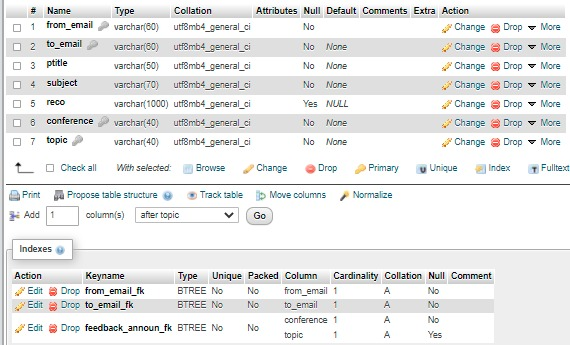 # Name Type Collation Attributes Null Default Comments Extra Action
1 from_email varchar(60) utf8mb4_general_ci No Change Drop More
2 to_email varchar(60) utf8mb4_general_ci No None Change Drop More
3 ptitle varchar(50) utf8mb4_general_ci No None Change Drop More
4 subject varchar(70) utf8mb4_general_ci No None Change Drop More
5 reco varchar(1000) utf8mb4_general_ci Yes NULL Change Drop More
6 conference varchar(40) utf8mb4_general_ci No None Change Drop More
7 topic varchar(40) utf8mb4_general_ci No None Change Drop More
Check all With selected: Browse Change Drop Primary Unique Index Fulltext
Print Propose table structure Track table Move columns Normalize
Add 1 column(s) after topic Go
Indexes
Action Keyname Type Unique Packed Column Cardinality Collation Null Comment
Edit Drop from_email_fk BTREE No No from_email 1 A No
Edit Drop to_email_fk BTREE No No to_email 1 A No
Edit Drop feedback_announ_fk BTREE No No conference 1 A No
topic 1 A Yes